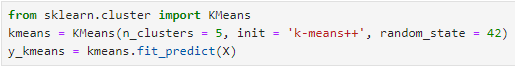 from sklearn.cluster import KMeans
kmeans = KMeans(n_clusters = 5, init = 'k-means++', random_state = 42)
y_kmeans = kmeans.fit_predict(X)